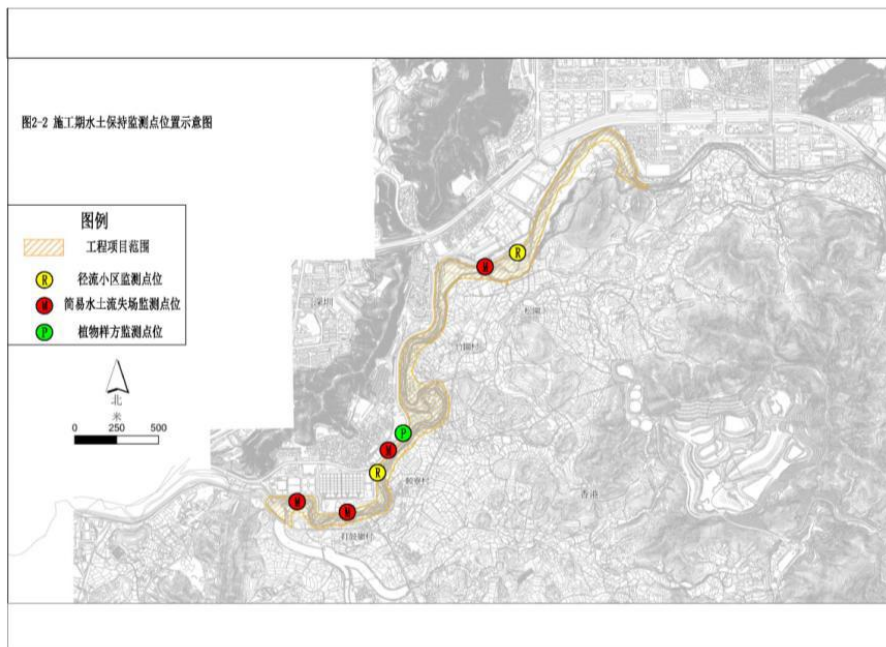 图2-2 施工期水土保持监测点位置示意图
图例
工程项目范围
R 径流小区监测点位
M 简易水土流失场监测点位
P 植物样方监测点位
北
米
0 250 500
深圳
M
R
P
M
R
M
M
香港